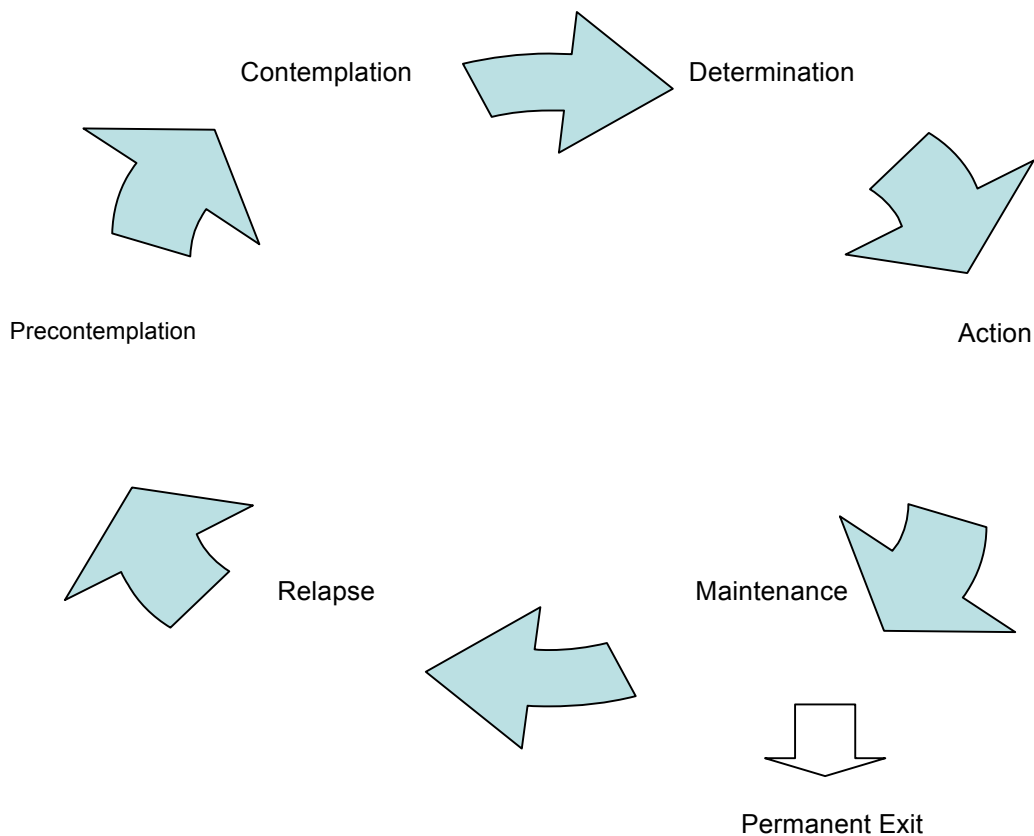 Contemplation
Determination
Precontemplation
Action
Relapse
Maintenance
Permanent Exit